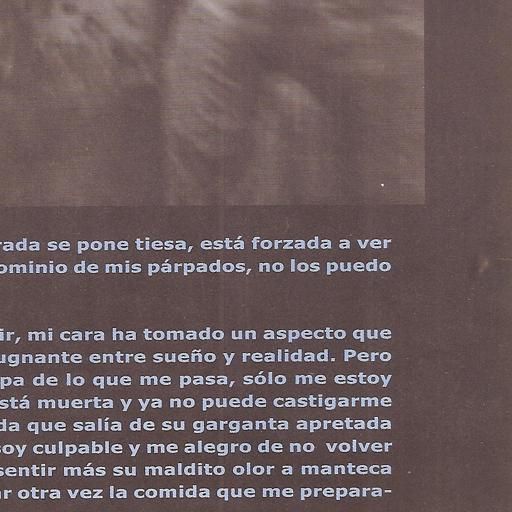 rada se pone tiesa, está forzada a ver
ominio de mis párpados, no los puedo
ir, mi cara ha tomado un aspecto que
ugnante entre sueño y realidad. Pero
pa de lo que me pasa, sólo me estoy
stá muerta y ya no puede castigarme
da que salía de su garganta apretada
soy culpable y me alegro de no volver
sentir más su maldito olor a manteca
ar otra vez la comida que me prepara-